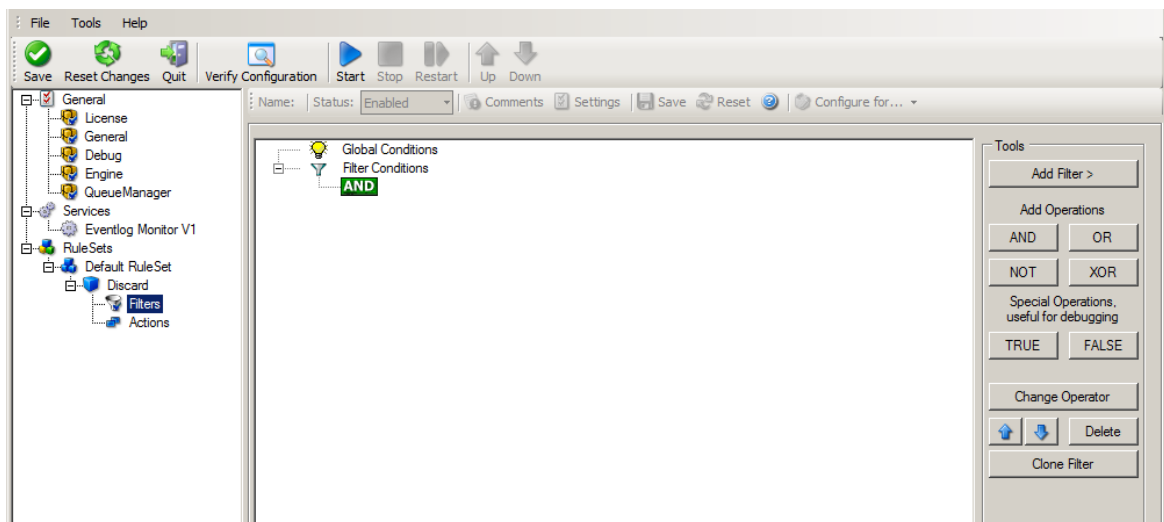 File Tools Help
Save Reset Changes Quit Verify Configuration Start Stop Restart Up Down
General
License
General
Debug
Engine
QueueManager
Services
Eventlog Monitor V1
RuleSets
Default RuleSet
Discard
Filters
Actions
Name: Status: Enabled Comments Settings Save Reset Configure for...
Global Conditions
Filter Conditions
AND
Tools
Add Filter >
Add Operations
AND OR
NOT XOR
Special Operations,
useful for debugging
TRUE FALSE
Change Operator
Delete
Clone Filter